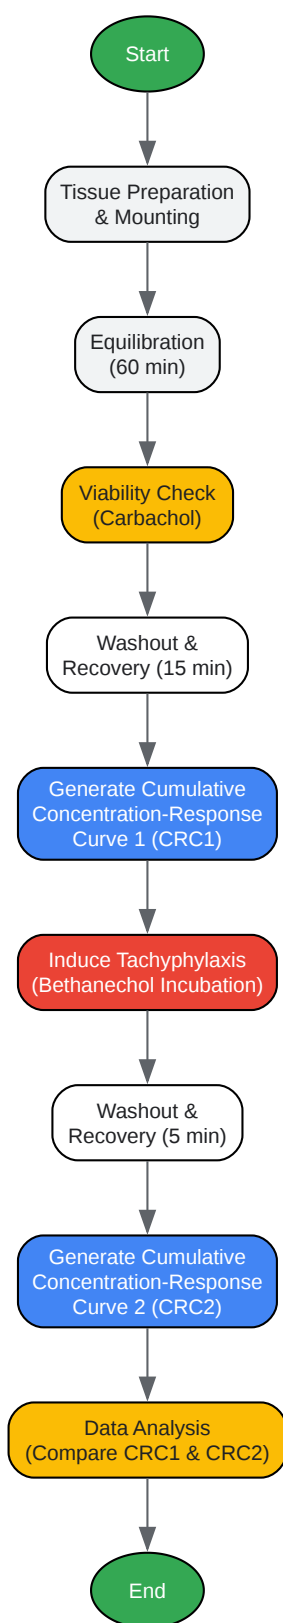 Start
Tissue Preparation
& Mounting
Equilibration
(60 min)
Viability Check
(Carbachol)
Washout &
Recovery (15 min)
Generate Cumulative
Concentration-Response
Curve 1 (CRC1)
Induce Tachyphylaxis
(Bethanechol Incubation)
Washout &
Recovery (5 min)
Generate Cumulative
Concentration-Response
Curve 2 (CRC2)
Data Analysis
(Compare CRC1 & CRC2)
End